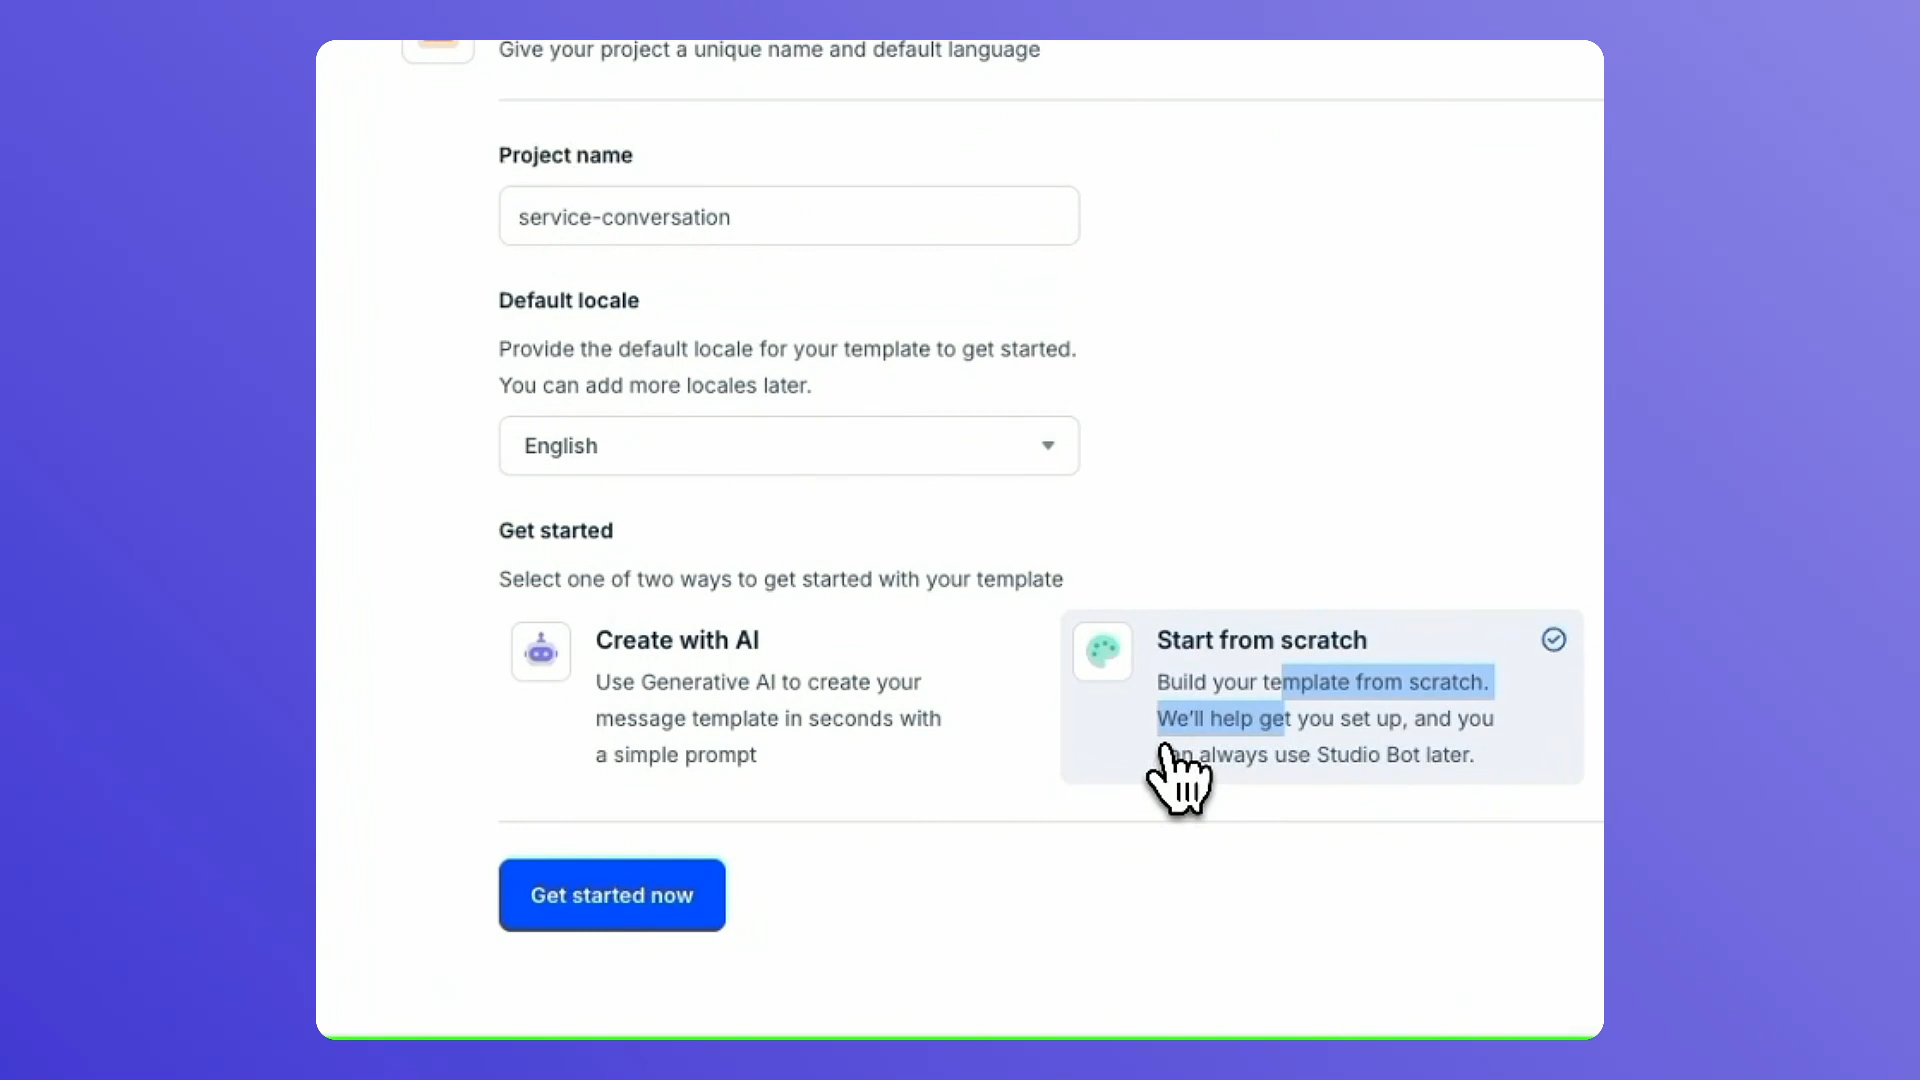 Give your project a unique name and default language
Project name
service-conversation
Default locale
Provide the default locale for your template to get started.
You can add more locales later.
English
Get started
Select one of two ways to get started with your template
Create with AI
Use Generative AI to create your
message template in seconds with
a simple prompt
Start from scratch
Build your template from scratch.
We'll help get you set up, and you
always use Studio Bot later.
Get started now